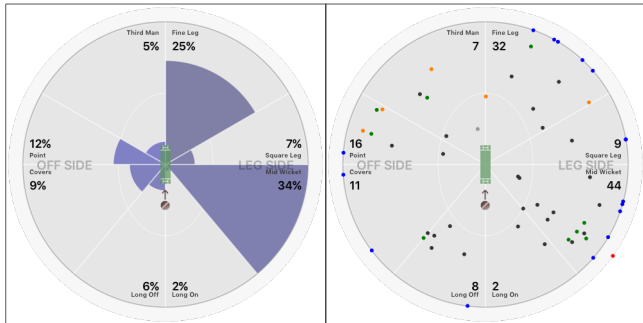 Third Man
5%
Fine Leg
25%
12%
Point
OFF SIDE
Covers
9%
7%
Square Leg
LEG SIDE
Mid Wicket
34%
6%
Long Off
2%
Long On
Third Man
7
Fine Leg
32
16
Point
OFF SIDE
Covers
11
9
Square Leg
LEG SIDE
Mid Wicket
44
8
Long Off
2
Long On